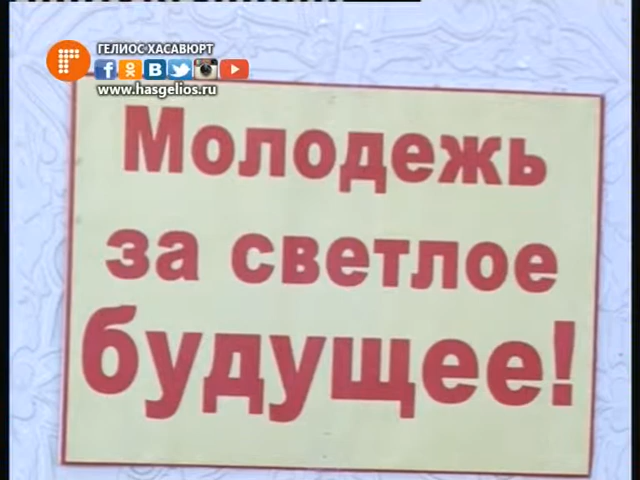 ГЕЛИОС-ХАСАВЮРТ
www.hasgelios.ru
Молодежь
за светлое
будущее!